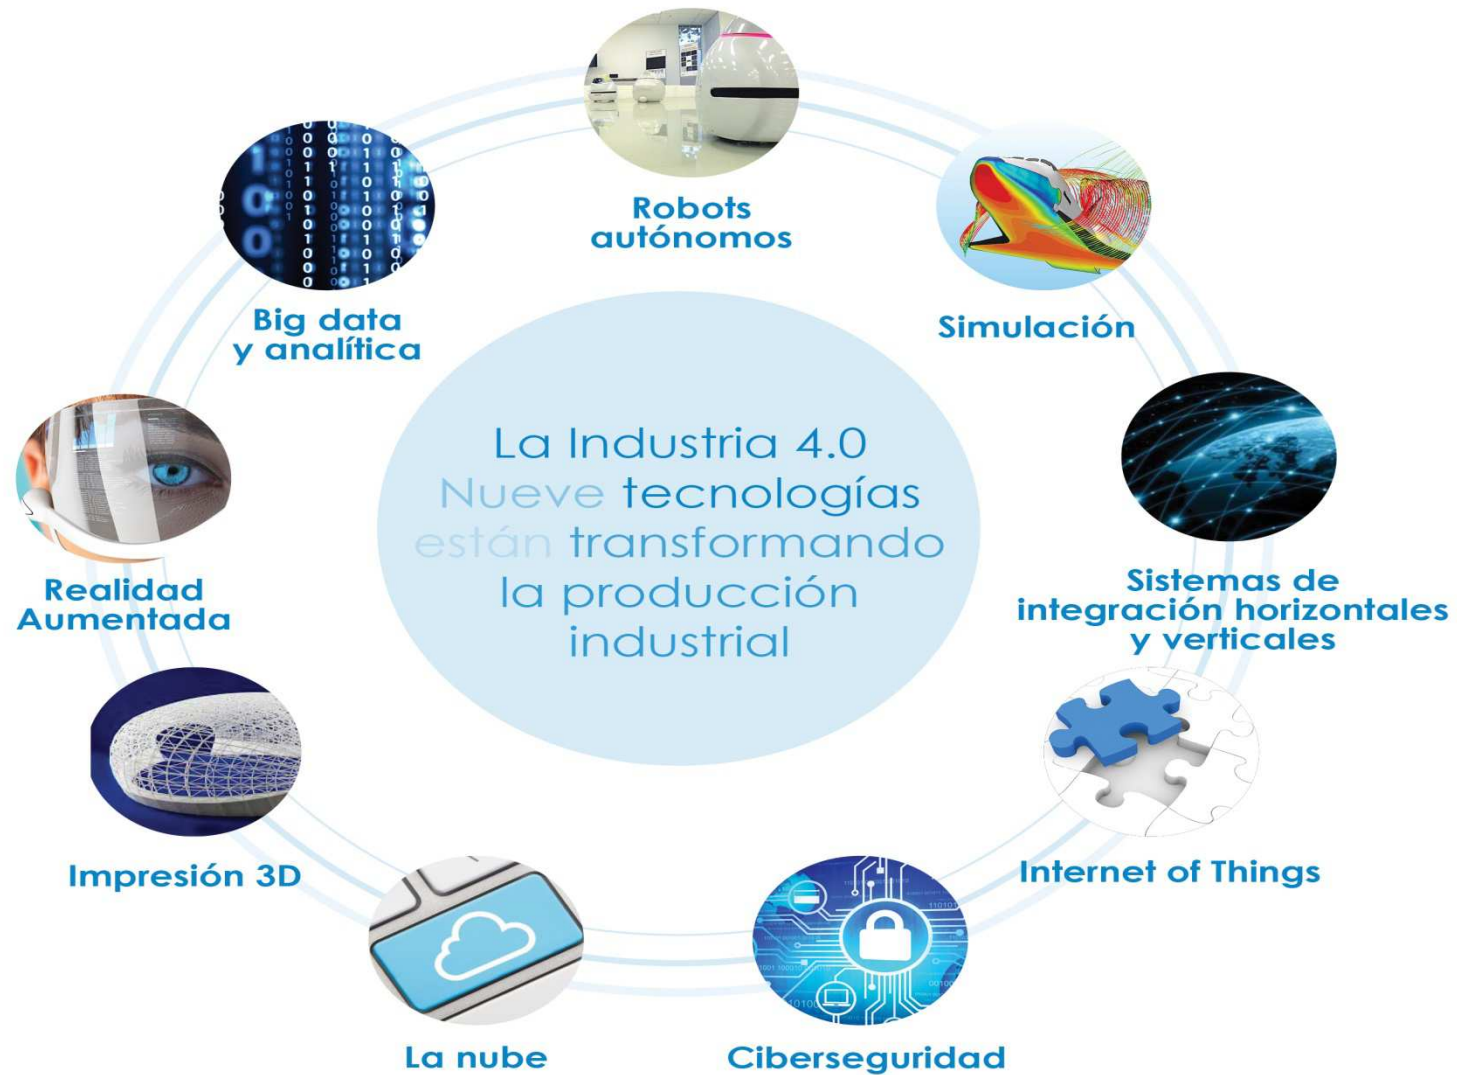 Robots
autónomos
Simulación
Sistemas de
integración horizontales
y verticales
Internet of Things
Ciberseguridad
La nube
Impresión 3D
Realidad
Aumentada
Big data
y analítica
La Industria 4.0
Nueve tecnologías
están transformando
la producción
industrial